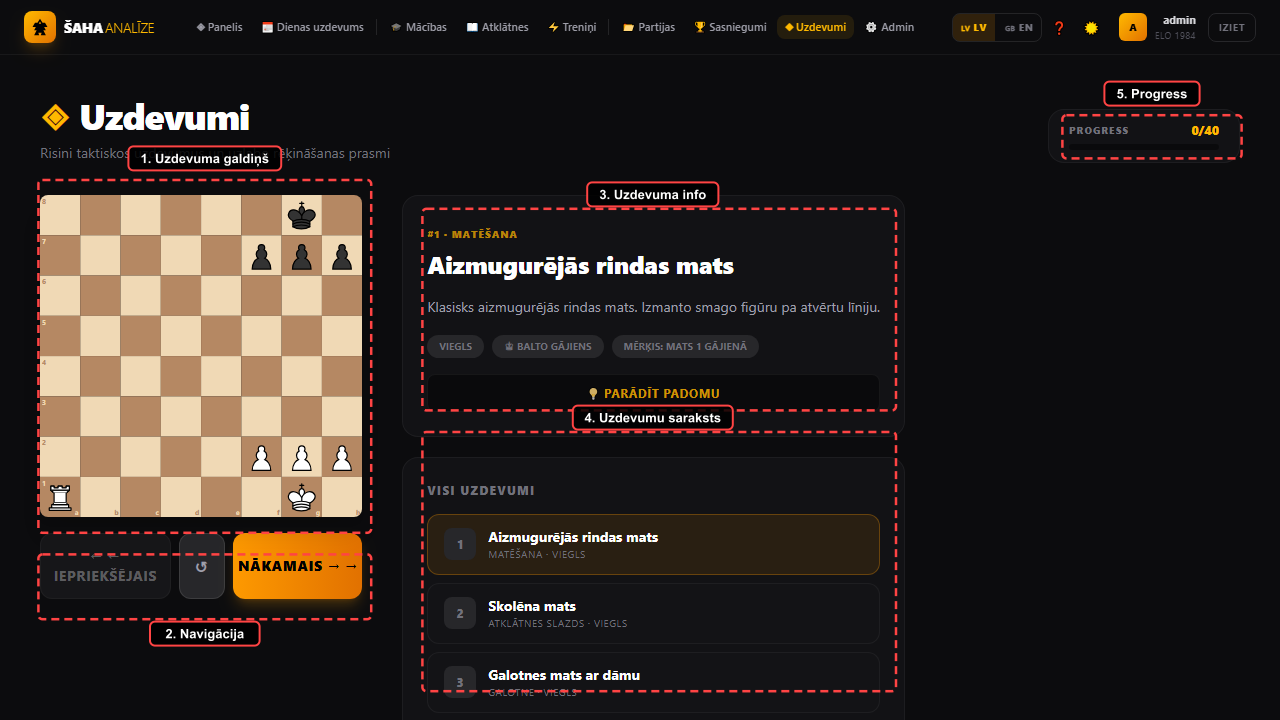 ŠAHA ANALĪZE
Panelis
Dienas uzdevums
Mācības
Atklātnes
Treniņi
Partijas
Sasniegumi
Uzdevumi
Admin
LV LV
GB EN
A
admin
ELO 1984
IZIET
Uzdevumi
Risini taktiskos
ēķināšanas prasmi
5. Progress
PROGRESS
0/40
1. Uzdevuma galdiņš
8
7
6
5
4
3
2
1
a
b
c
d
e
f
g
h
IEPRIEKŠĒJAIS
↺
NĀKAMAIS → →
2. Navigācija
3. Uzdevuma info
#1 · MATĒŠANA
Aizmugurējās rindas mats
Klasisks aizmugurējās rindas mats. Izmanto smago figūru pa atvērtu līniju.
VIEGLS
BALTO GĀJIENS
MĒRĶIS: MATS 1 GĀJIENĀ
PARĀDĪT PADOMU
4. Uzdevumu saraksts
VISI UZDEVUMI
1
Aizmugurējās rindas mats
MATĒŠANA · VIEGLS
2
Skolēna mats
ATKLĀTNES SLAZDS · VIEGLS
3
Galotnes mats ar dāmu
GALOTNE · VIEGLS